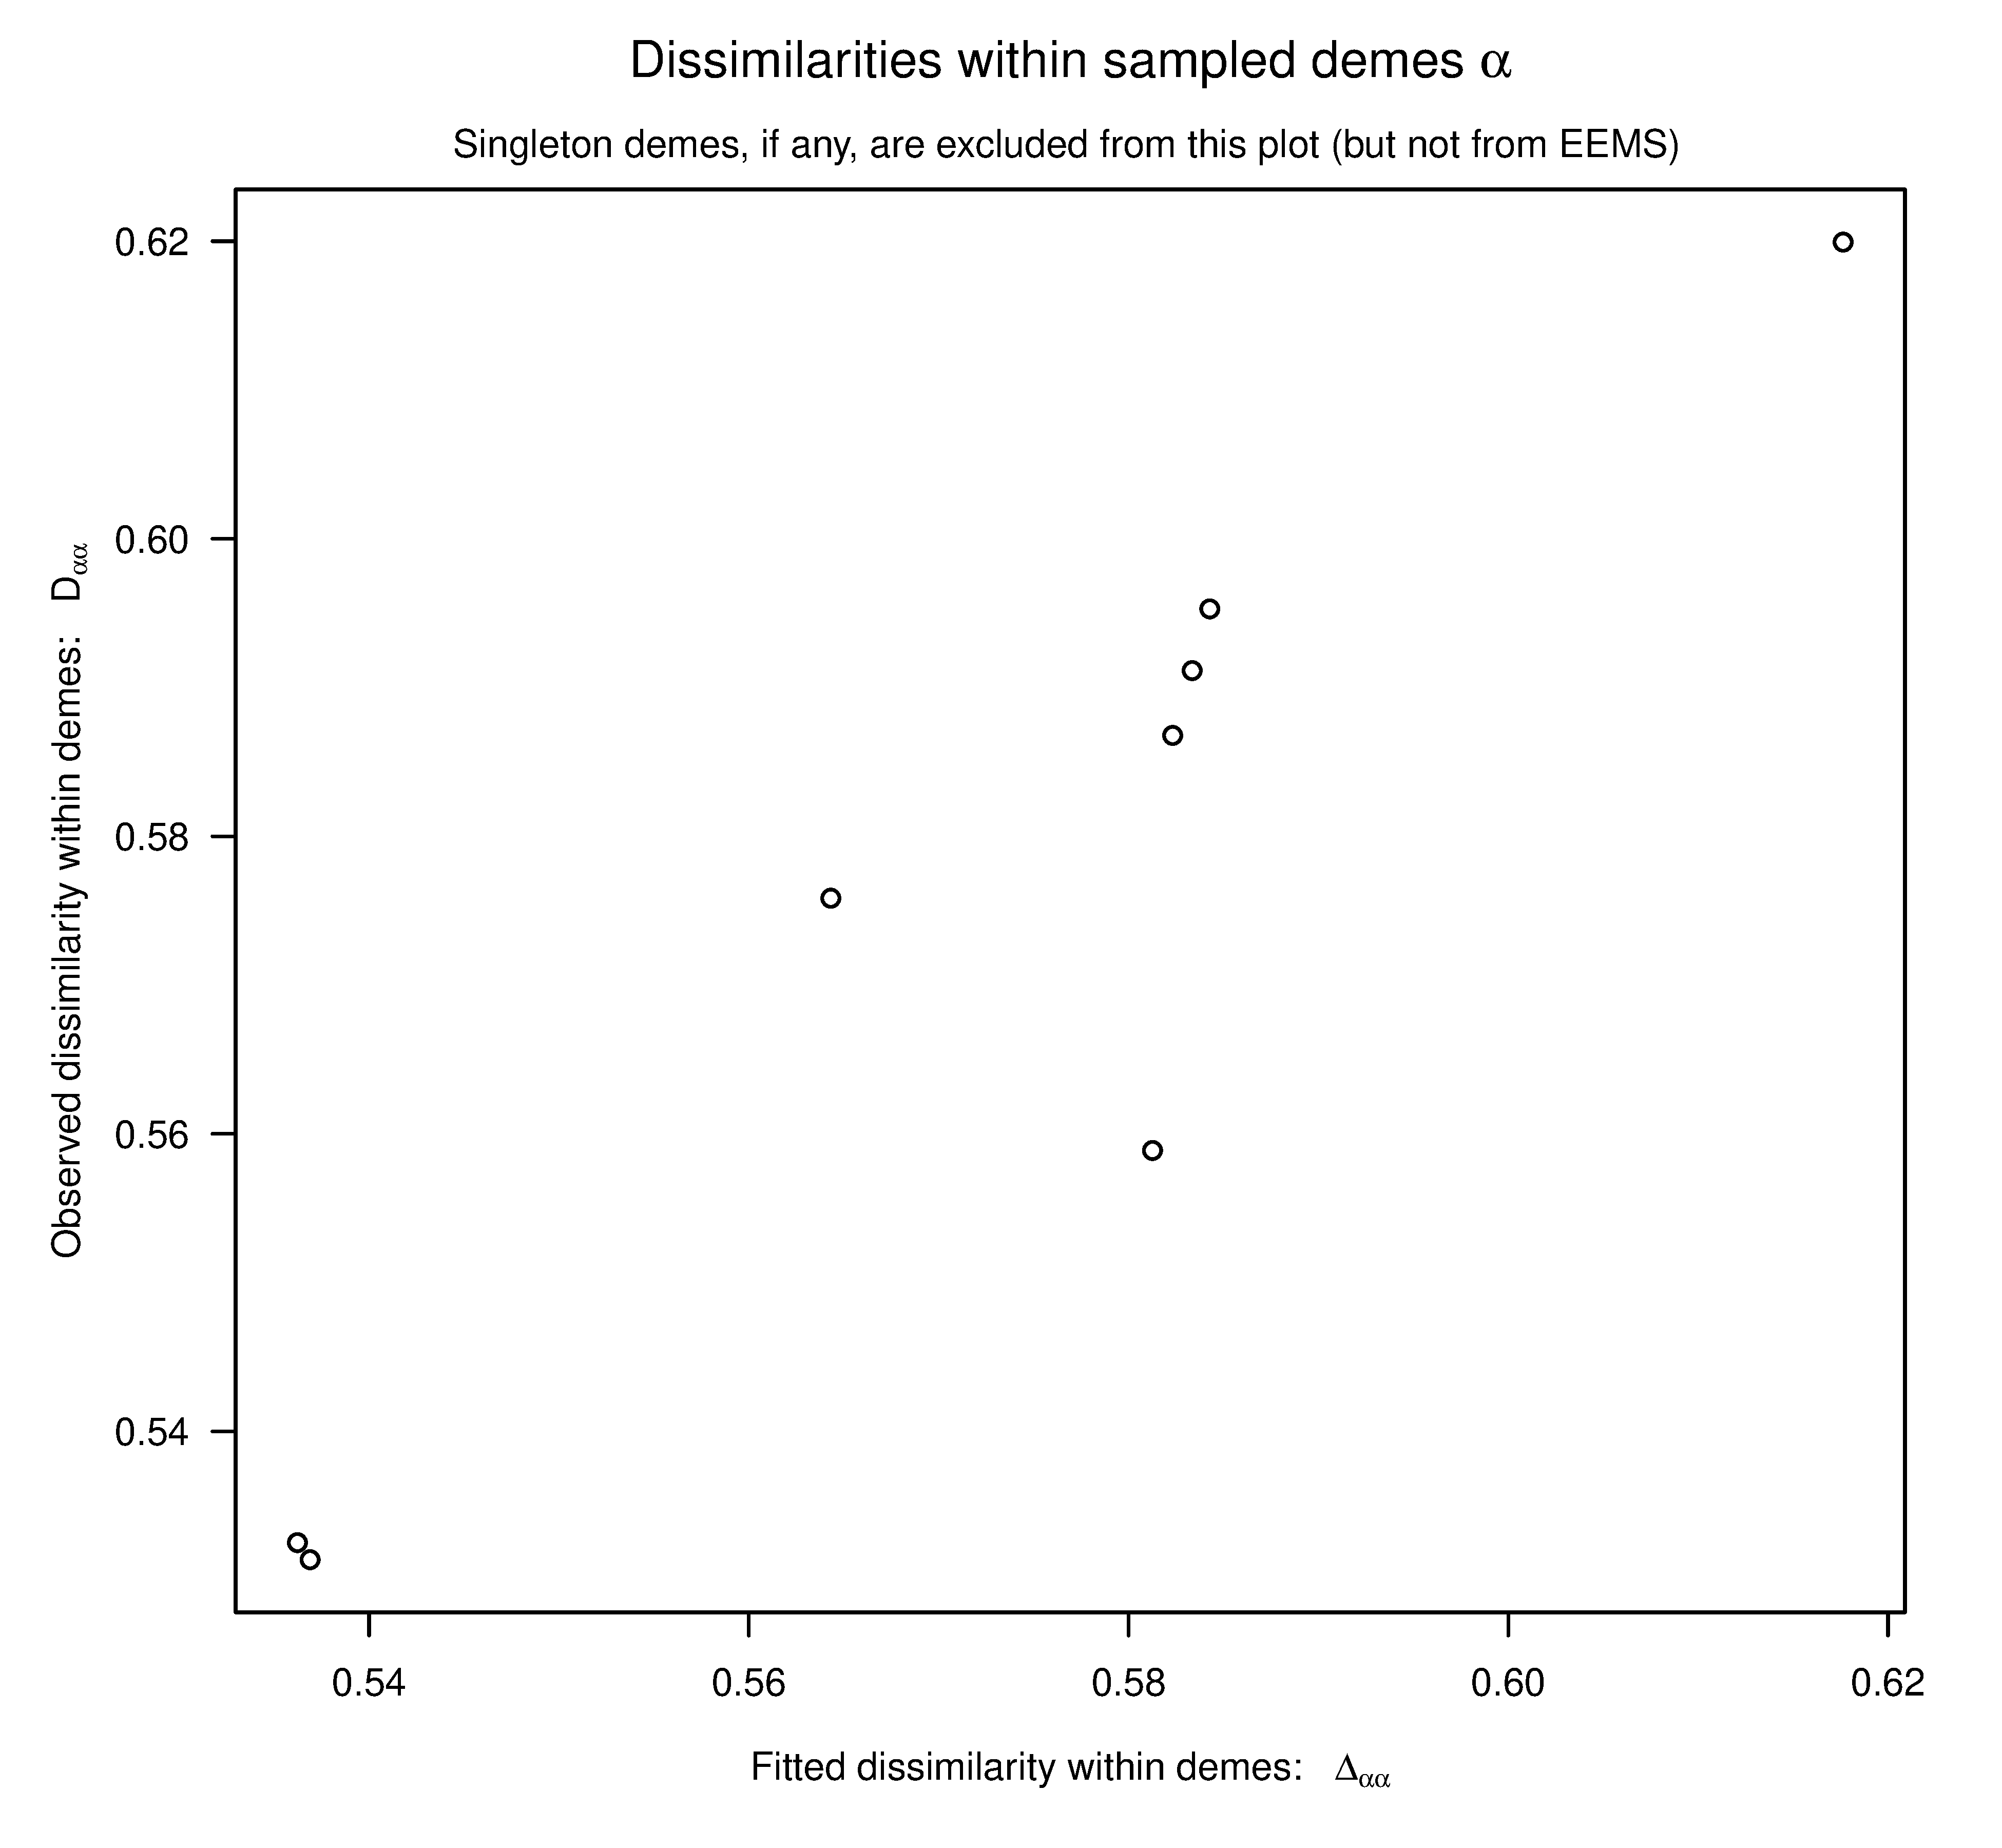 Dissimilarities within sampled demes α
Singleton demes, if any, are excluded from this plot (but not from EEMS)
Observed dissimilarity within demes: Dαα
0.62
0.60
0.58
0.56
0.54
0.54 0.56 0.58 0.60 0.62
Fitted dissimilarity within demes: Δαα